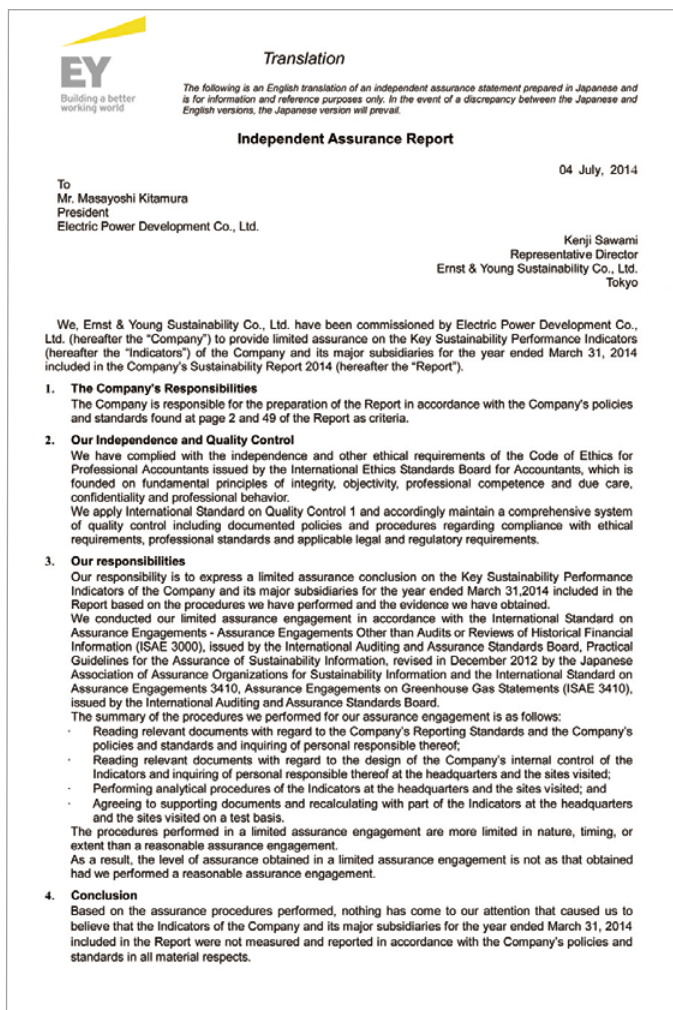 EY
Building a better
working world
Translation
The following is an English translation of an independent assurance statement prepared in Japanese and
is for information and reference purposes only. In the event of a discrepancy between the Japanese and
English versions, the Japanese version will prevail.
Independent Assurance Report
04 July, 2014
To
Mr. Masayoshi Kitamura
President
Electric Power Development Co., Ltd.
Kenji Sawami
Representative Director
Ernst & Young Sustainability Co., Ltd.
Tokyo
We, Ernst & Young Sustainability Co., Ltd. have been commissioned by Electric Power Development Co.,
Ltd. (hereafter the “Company”) to provide limited assurance on the Key Sustainability Performance Indicators
(hereafter the “Indicators”) of the Company and its major subsidiaries for the year ended March 31, 2014
included in the Company’s Sustainability Report 2014 (hereafter the “Report”).
1. The Company’s Responsibilities
The Company is responsible for the preparation of the Report in accordance with the Company's policies
and standards found at page 2 and 49 of the Report as criteria.
2. Our Independence and Quality Control
We have complied with the independence and other ethical requirements of the Code of Ethics for
Professional Accountants issued by the International Ethics Standards Board for Accountants, which is
founded on fundamental principles of integrity, objectivity, professional competence and due care,
confidentiality and professional behavior.
We apply International Standard on Quality Control 1 and accordingly maintain a comprehensive system
of quality control including documented policies and procedures regarding compliance with ethical
requirements, professional standards and applicable legal and regulatory requirements.
3. Our responsibilities
Our responsibility is to express a limited assurance conclusion on the Key Sustainability Performance
Indicators of the Company and its major subsidiaries for the year ended March 31,2014 included in the
Report based on the procedures we have performed and the evidence we have obtained.
We conducted our limited assurance engagement in accordance with the International Standard on
Assurance Engagements - Assurance Engagements Other than Audits or Reviews of Historical Financial
Information (ISAE 3000), issued by the International Auditing and Assurance Standards Board, Practical
Guidelines for the Assurance of Sustainability Information, revised in December 2012 by the Japanese
Association of Assurance Organizations for Sustainability Information and the International Standard on
Assurance Engagements 3410, Assurance Engagements on Greenhouse Gas Statements (ISAE 3410),
issued by the International Auditing and Assurance Standards Board.
The summary of the procedures we performed for our assurance engagement is as follows:
· Reading relevant documents with regard to the Company’s Reporting Standards and the Company’s
policies and standards and inquiring of personal responsible thereof;
· Reading relevant documents with regard to the design of the Company’s internal control of the
Indicators and inquiring of personal responsible thereof at the headquarters and the sites visited;
· Performing analytical procedures of the Indicators at the headquarters and the sites visited; and
· Agreeing to supporting documents and recalculating with part of the Indicators at the headquarters
and the sites visited on a test basis.
The procedures performed in a limited assurance engagement are more limited in nature, timing, or
extent than a reasonable assurance engagement.
As a result, the level of assurance obtained in a limited assurance engagement is not as that obtained
had we performed a reasonable assurance engagement.
4. Conclusion
Based on the assurance procedures performed, nothing has come to our attention that caused us to
believe that the Indicators of the Company and its major subsidiaries for the year ended March 31, 2014
included in the Report were not measured and reported in accordance with the Company’s policies and
standards in all material respects.